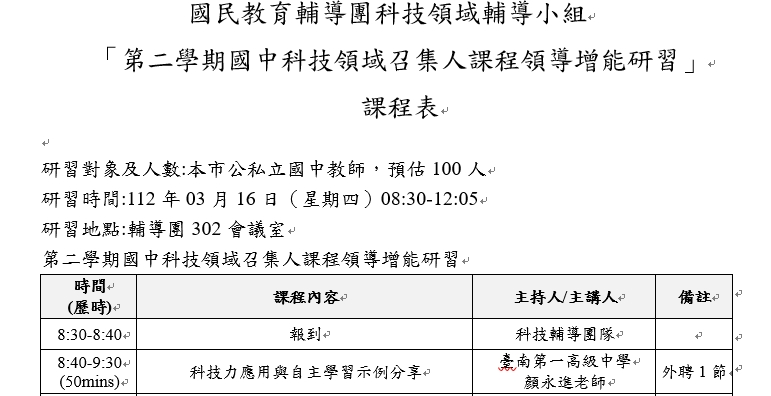 國民教育輔導團科技領域輔導小組
「第二學期國中科技領域召集人課程領導增能研習」
課程表
研習對象及人數:本市公私立國中教師，預估 100 人
研習時間:112 年 03 月 16 日（星期四）08:30-12:05
研習地點:輔導團 302 會議室
第二學期國中科技領域召集人課程領導增能研習
時間
(歷時)
課程內容
主持人/主講人
備註
8:30-8:40
報到
科技輔導團隊
8:40-9:30
(50mins)
科技力應用與自主學習示例分享
臺南第一高級中學
顏永進老師
外聘 1 節